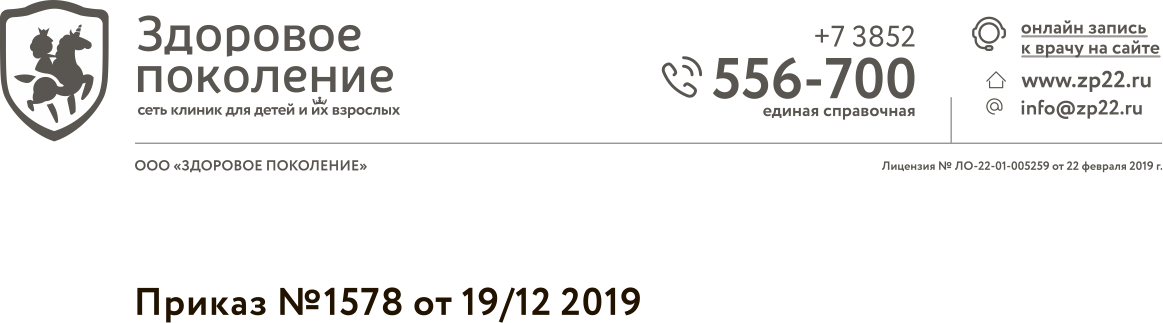 Здоровое
поколение
сеть клиник для детей и их взрослых
+7 3852
556-700
единая справочная
онлайн запись
к врачу на сайте
www.zp22.ru
info@zp22.ru
ООО «ЗДОРОВОЕ ПОКОЛЕНИЕ»
Лицензия № ЛО-22-01-005259 от 22 февраля 2019 г.
Приказ №1578 от 19/12 2019